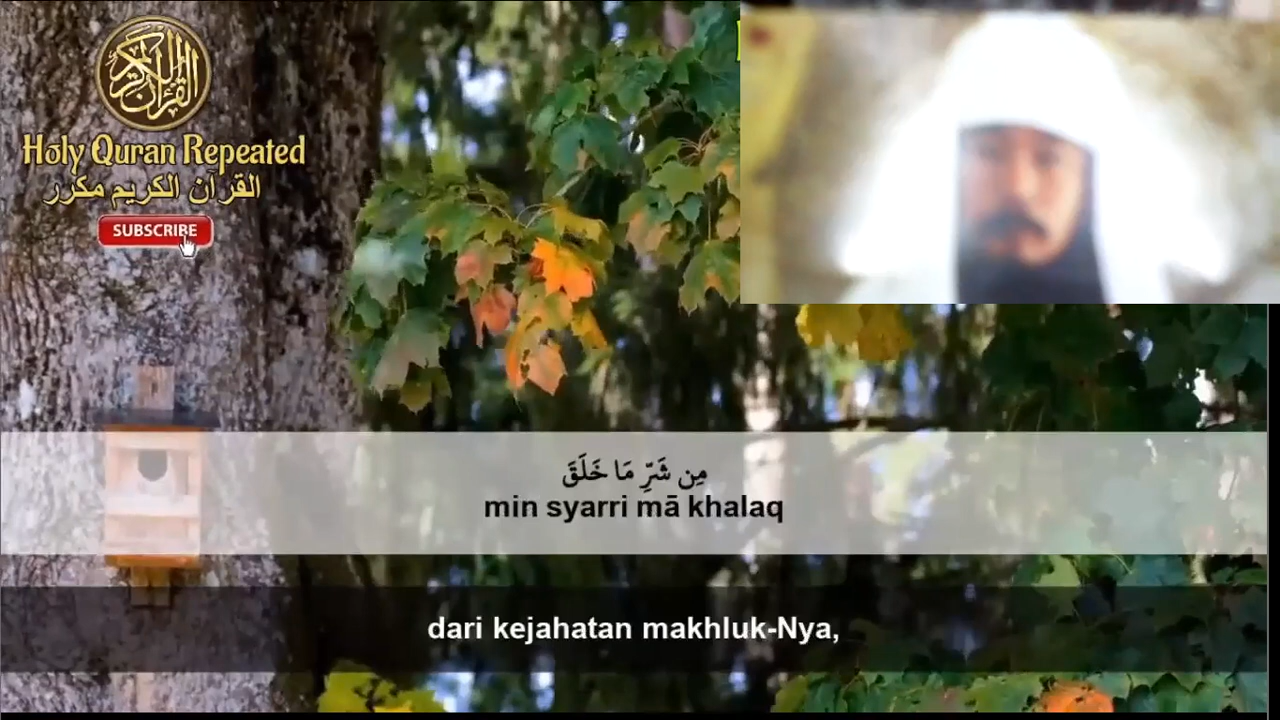 القرآن الكريم
Holy Quran Repeated
القرآن الكريم مكرر
SUBSCRIBE
مِن شَرِّ مَا خَلَقَ
min syarri mā khalaq
dari kejahatan makhluk-Nya,